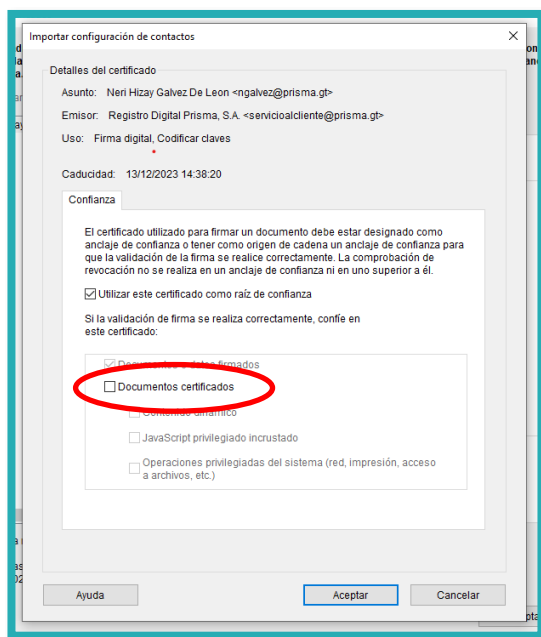 Importar configuración de contactos
Detalles del certificado
Asunto: Neri Hizay Galvez De Leon <ngalvez@prisma.gt>
Emisor: Registro Digital Prisma, S.A. <servicioalcliente@prisma.gt>
Uso: Firma digital, Codificar claves
Caducidad: 13/12/2023 14:38:20
Confianza
El certificado utilizado para firmar un documento debe estar designado como
anclaje de confianza o tener como origen de cadena un anclaje de confianza para
que la validación de la firma se realice correctamente. La comprobación de
revocación no se realiza en un anclaje de confianza ni en uno superior a él.
Utilizar este certificado como raíz de confianza
Si la validación de firma se realiza correctamente, confíe en
este certificado:
Documentos o datos firmados
Documentos certificados
Contenido dinámico
JavaScript privilegiado incrustado
Operaciones privilegiadas del sistema (red, impresión, acceso
a archivos, etc.)
Ayuda
Aceptar
Cancelar